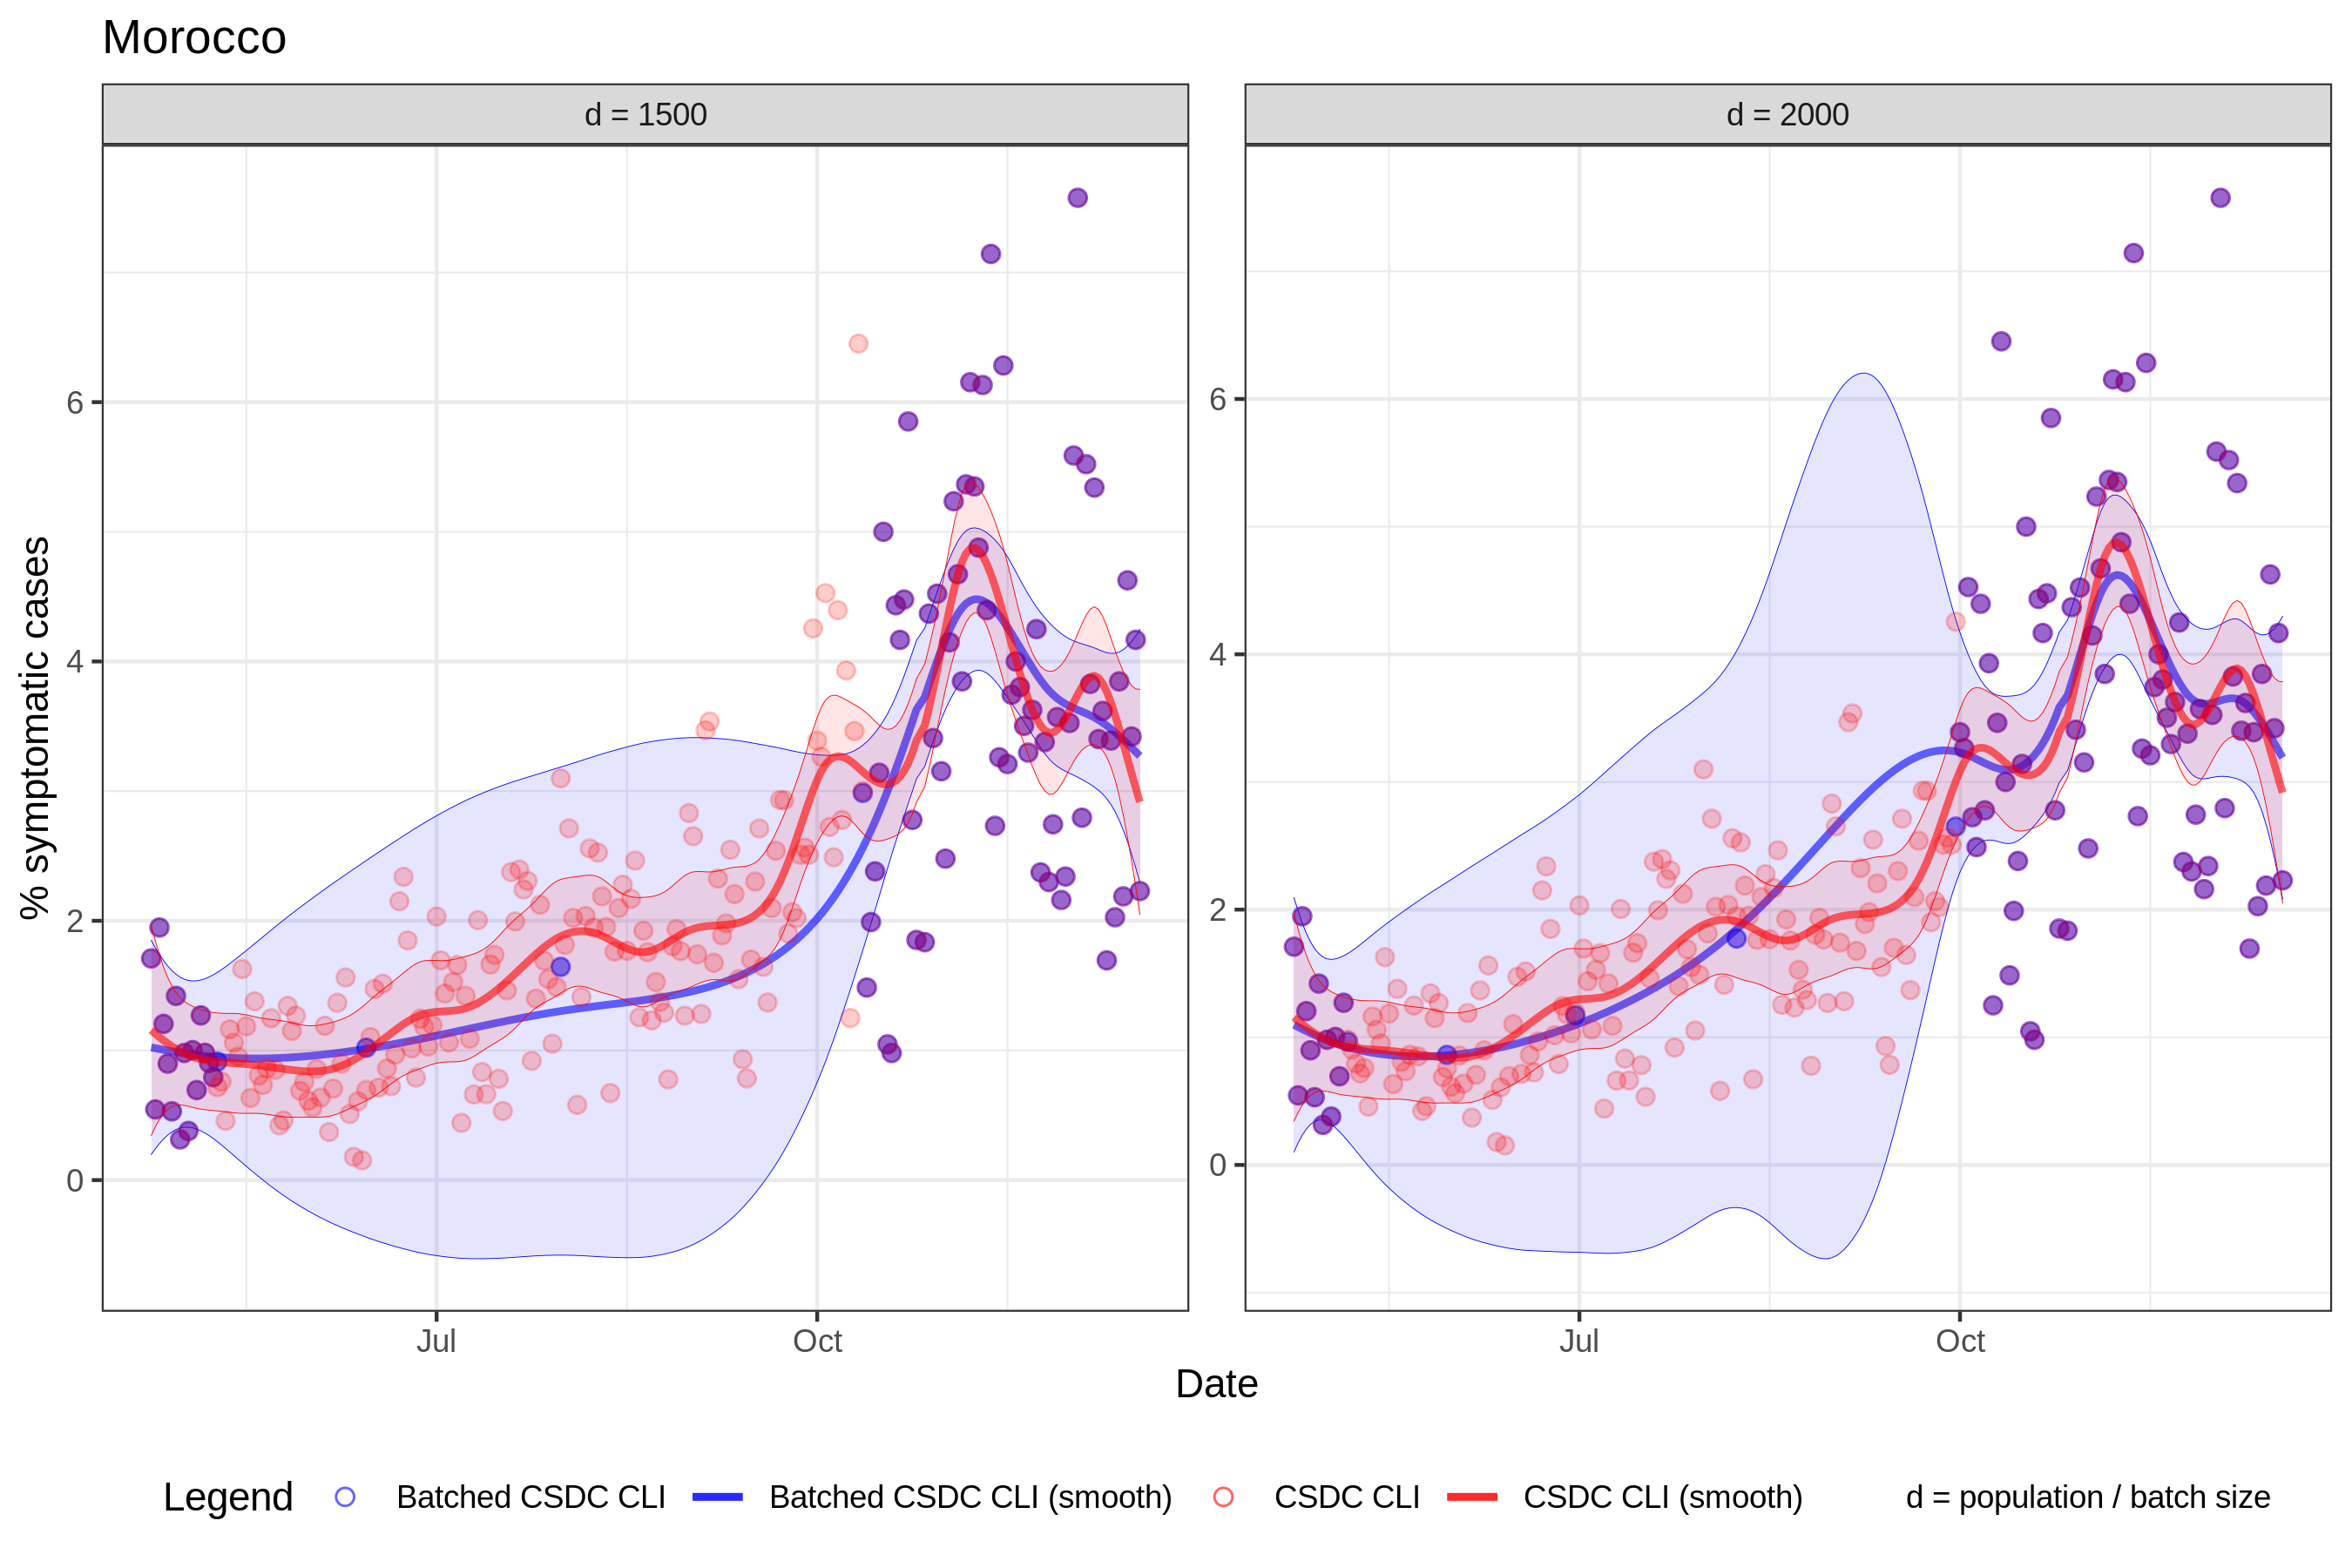 Morocco
d = 1500
d = 2000
% symptomatic cases
6
4
2
0
6
4
2
0
Jul
Oct
Jul
Oct
Date
Legend
Batched CSDC CLI
Batched CSDC CLI (smooth)
CSDC CLI
CSDC CLI (smooth)
d = population / batch size